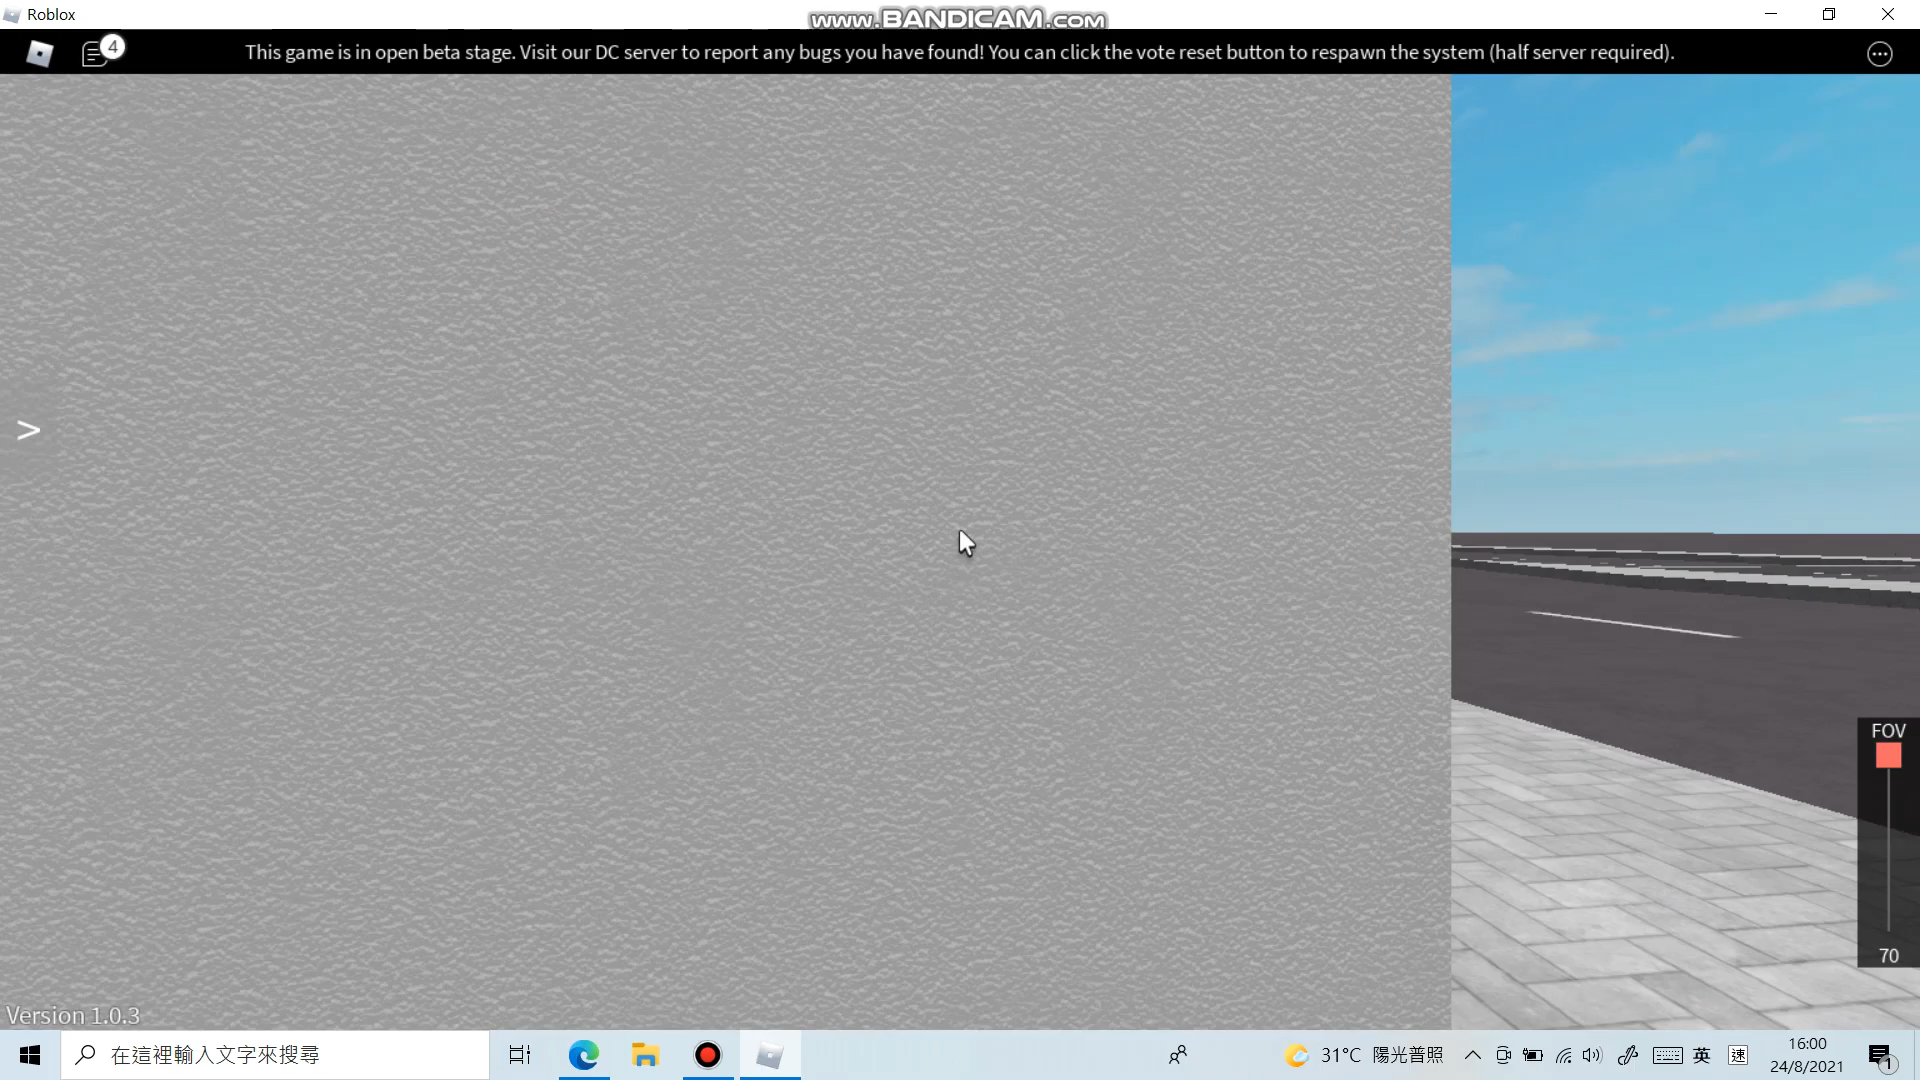 Roblox
www.BANDICAM.com
4
This game is in open beta stage. Visit our DC server to report any bugs you have found! You can click the vote reset button to respawn the system (half server required).
>
FOV
70
Version 1.0.3
在這裡輸入文字來搜尋
31°C 陽光普照
英
速
16:00
24/8/2021
1